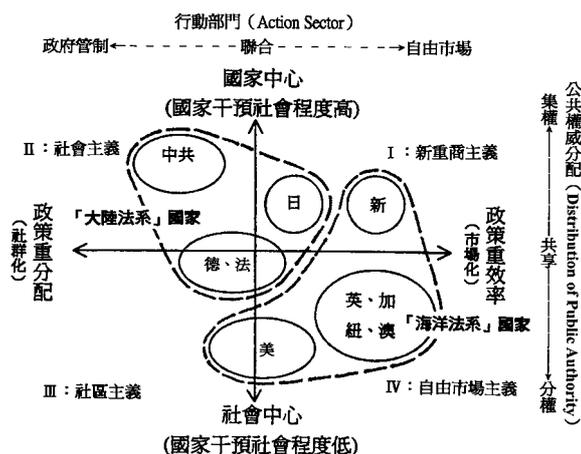 行動部門(Action Sector)
政府管制 聯合 自由市場
國家中心
(國家干預社會程度高)
II：社會主義
中共
I：新重商主義
日
新
「大陸法系」國家
政策重分配
(社群化)
政策重效率
(市場化)
德、法
英、加
紐、澳
「海洋法系」國家
美
III：社區主義
IV：自由市場主義
社會中心
(國家干預社會程度低)
集權
共享
分權
公共權威分配(Distribution of Public Authority)